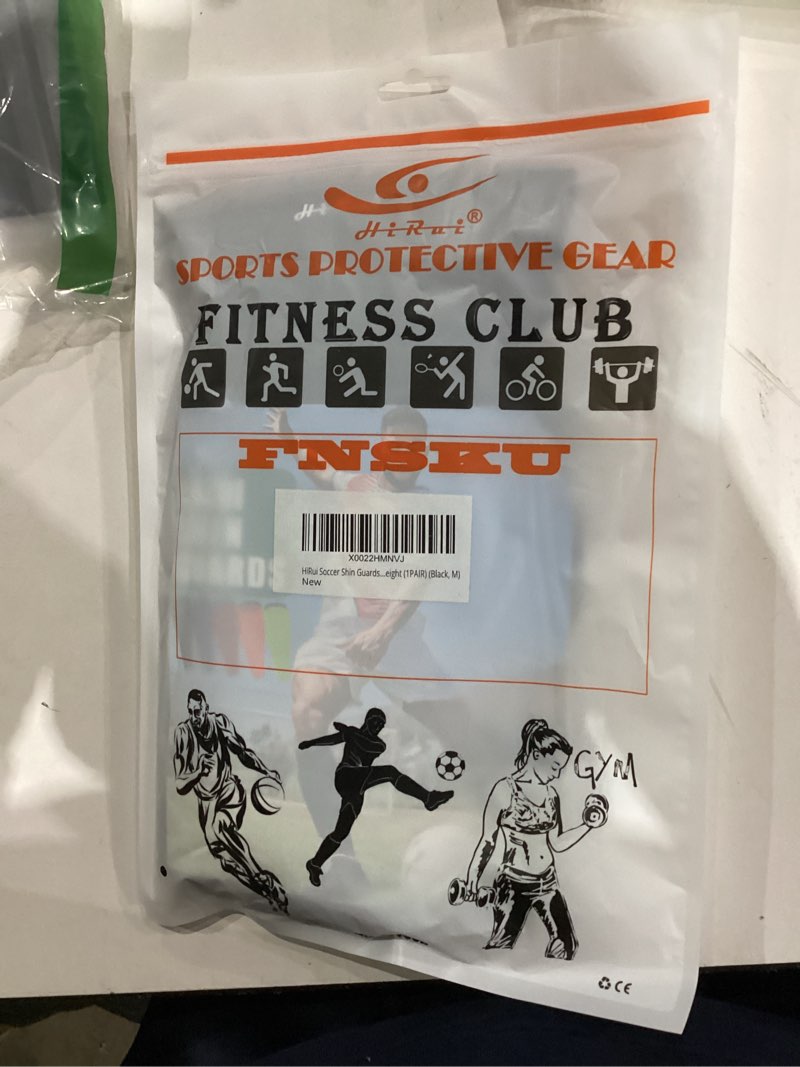 HiRui®
SPORTS PROTECTIVE GEAR
FITNESS CLUB
FNSKU
X0022HMNVJ
HiRui Soccer Shin Guards...eight (1PAIR) (Black, M)
New
GYM
CE